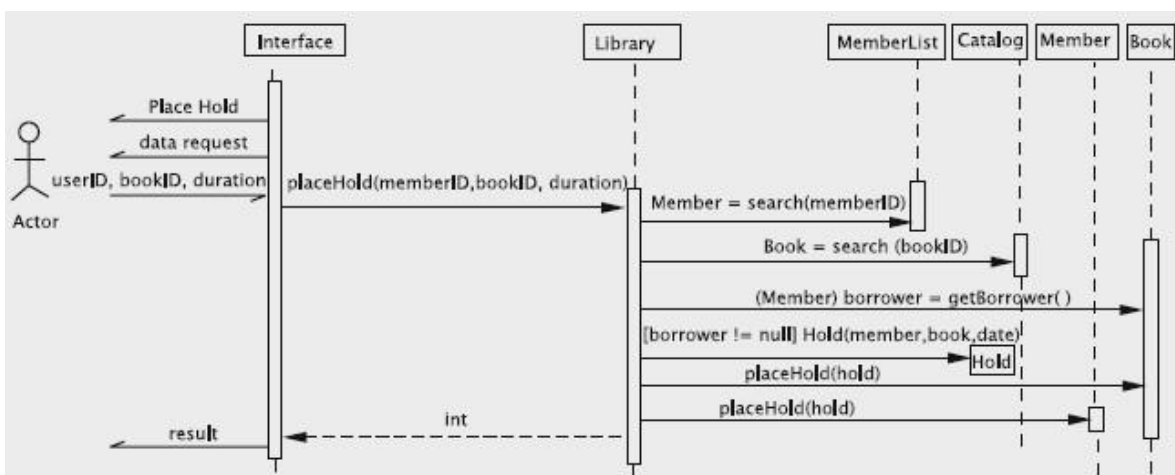 Interface
Library
MemberList
Catalog
Member
Book
Place Hold
data request
userID, bookID, duration
placeHold(memberID,bookID, duration)
Actor
Member = search(memberID)
Book = search (bookID)
(Member) borrower = getBorrower( )
[borrower != null] Hold(member,book,date)
Hold
placeHold(hold)
placeHold(hold)
int
result